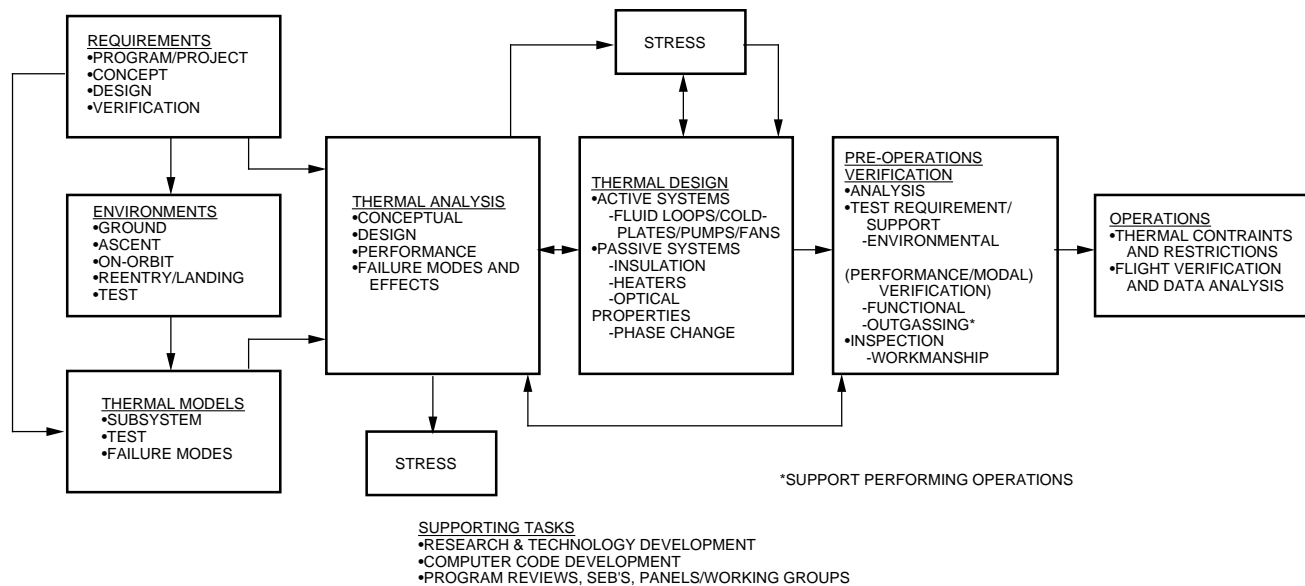 REQUIREMENTS
•PROGRAM/PROJECT
•CONCEPT
•DESIGN
•VERIFICATION
ENVIRONMENTS
•GROUND
•ASCENT
•ON-ORBIT
•REENTRY/LANDING
•TEST
THERMAL MODELS
•SUBSYSTEM
•TEST
•FAILURE MODES
THERMAL ANALYSIS
•CONCEPTUAL
•DESIGN
•PERFORMANCE
•FAILURE MODES AND
EFFECTS
STRESS
STRESS
THERMAL DESIGN
•ACTIVE SYSTEMS
-FLUID LOOPS/COLD-
PLATES/PUMPS/FANS
•PASSIVE SYSTEMS
-INSULATION
-HEATERS
-OPTICAL
PROPERTIES
-PHASE CHANGE
PRE-OPERATIONS
VERIFICATION
•ANALYSIS
•TEST REQUIREMENT/
SUPPORT
-ENVIRONMENTAL
(PERFORMANCE/MODAL)
VERIFICATION)
-FUNCTIONAL
-OUTGASSING*
•INSPECTION
-WORKMANSHIP
OPERATIONS
•THERMAL CONTRAINTS
AND RESTRICTIONS
•FLIGHT VERIFICATION
AND DATA ANALYSIS
*SUPPORT PERFORMING OPERATIONS
SUPPORTING TASKS
•RESEARCH & TECHNOLOGY DEVELOPMENT
•COMPUTER CODE DEVELOPMENT
•PROGRAM REVIEWS, SEB'S, PANELS/WORKING GROUPS